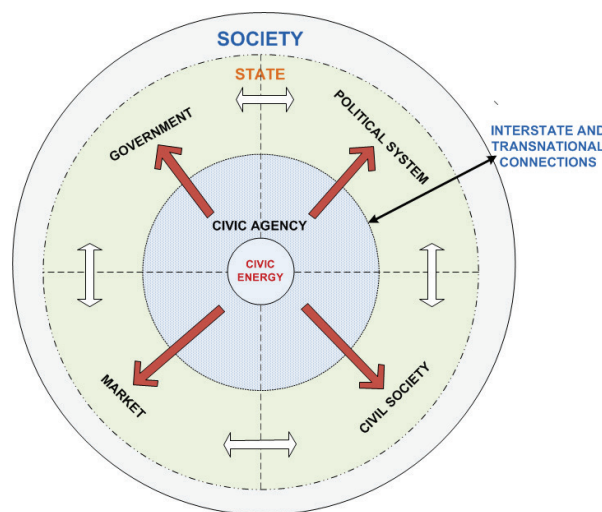 SOCIETY
STATE
GOVERNMENT
POLITICAL SYSTEM
INTERSTATE AND
TRANSNATIONAL
CONNECTIONS
CIVIC AGENCY
CIVIC
ENERGY
MARKET
CIVIL SOCIETY